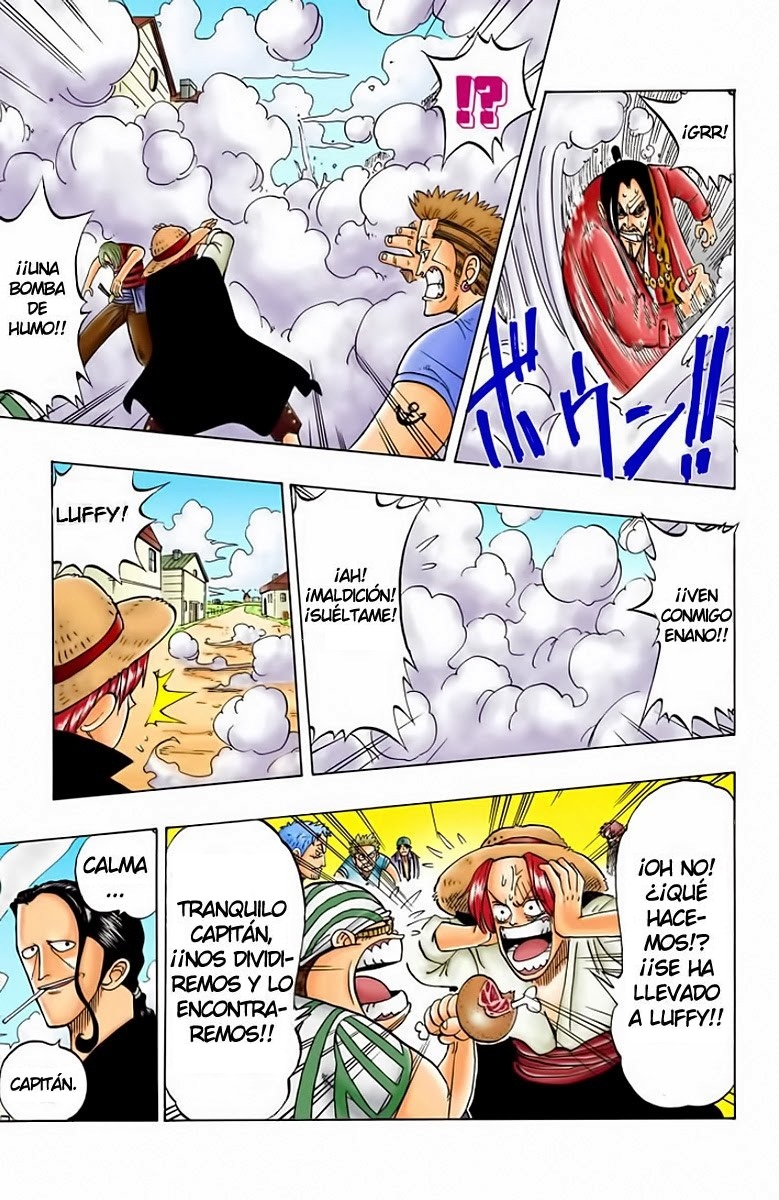 ¡GRR!
ボウン!!
!?
¡¡UNA
BOMBA
DE
HUMO!!
¡¡VEN
CONMIGO
ENANO!!
¡AH!
¡MALDICIÓN!
¡SUÉLTAME!
LUFFY!
¡OH NO!
¿¡QUÉ
HACE-
MOS!?
¡¡SE HA
LLEVADO
A LUFFY!!
TRANQUILO
CAPITÁN,
¡¡NOS DIVIDI-
REMOS Y LO
ENCONTRA-
REMOS!!
CALMA
...
CAPITÁN.